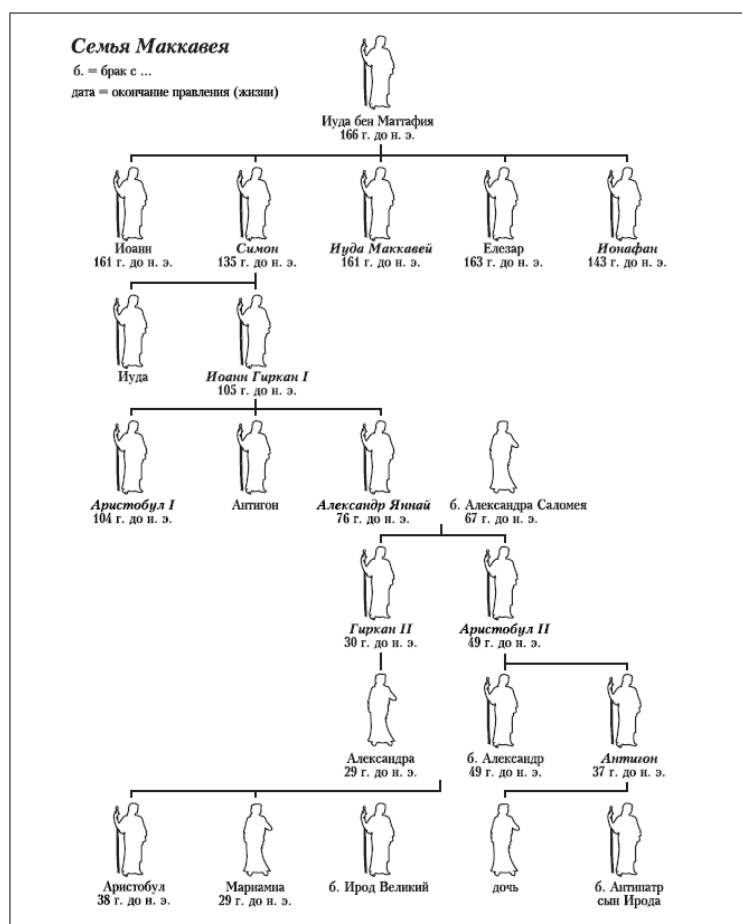 Семья Маккавея
б. = брак с ...
дата = окончание правления (жизни)
Иуда бен Маттафия
166 г. до н. э.
Иоанн
161 г. до н. э.
Симон
135 г. до н. э.
Иуда Маккавей
161 г. до н. э.
Елезар
163 г. до н. э.
Ионафан
143 г. до н. э.
Иуда
Иоанн Гиркан I
105 г. до н. э.
Аристобул I
104 г. до н. э.
Антигон
Александр Яннай
76 г. до н. э.
б. Александра Саломея
67 г. до н. э.
Гиркан II
30 г. до н. э.
Аристобул II
49 г. до н. э.
Александра
29 г. до н. э.
б. Александр
49 г. до н. э.
Антигон
37 г. до н. э.
Аристобул
38 г. до н. э.
Мариамна
29 г. до н. э.
б. Ирод Великий
дочь
б. Антипатр
сын Ирода